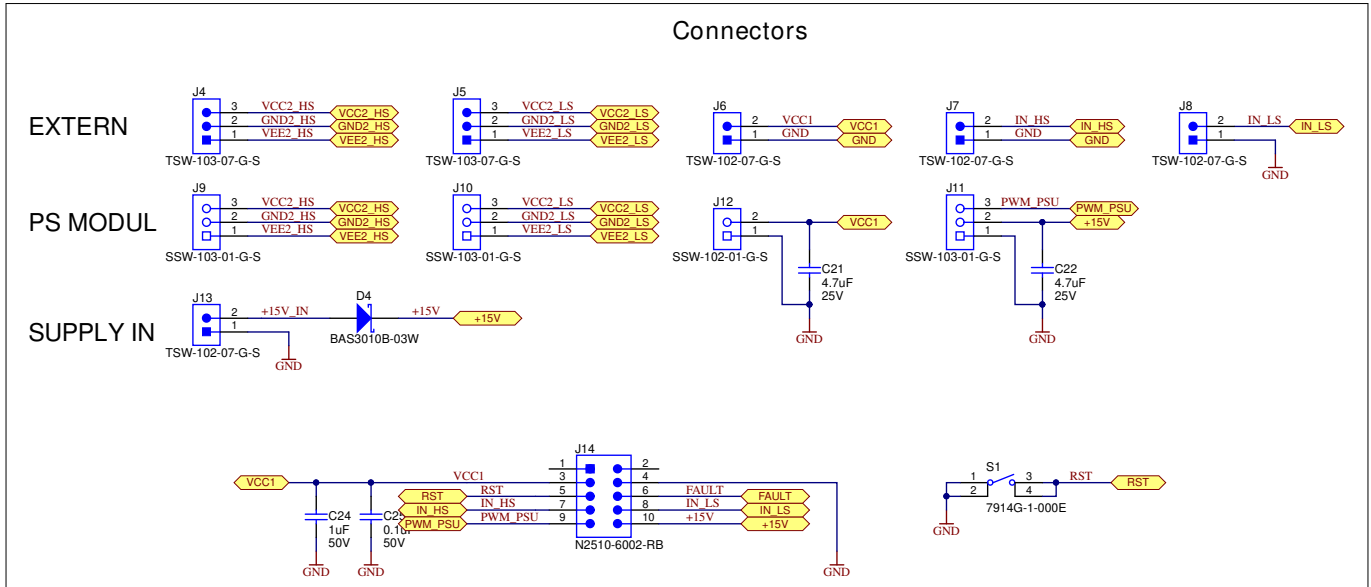 Connectors
EXTERN
J4
3 VCC2_HS VCC2_HS
2 GND2_HS GND2_HS
1 VEE2_HS VEE2_HS
TSW-103-07-G-S
J5
3 VCC2_LS VCC2_LS
2 GND2_LS GND2_LS
1 VEE2_LS VEE2_LS
TSW-103-07-G-S
J6
2 VCC1 VCC1
1 GND GND
TSW-102-07-G-S
J7
2 IN_HS IN_HS
1 GND GND
TSW-102-07-G-S
J8
2 IN_LS IN_LS
1
TSW-102-07-G-S
GND
PS MODUL
J9
3 VCC2_HS VCC2_HS
2 GND2_HS GND2_HS
1 VEE2_HS VEE2_HS
SSW-103-01-G-S
J10
3 VCC2_LS VCC2_LS
2 GND2_LS GND2_LS
1 VEE2_LS VEE2_LS
SSW-103-01-G-S
J12
2 VCC1
1
SSW-102-01-G-S
C21
4.7uF
25V
GND
J11
3 PWM_PSU PWM_PSU
2 +15V
1
SSW-103-01-G-S
C22
4.7uF
25V
GND
SUPPLY IN
J13
2 +15V_IN
1
TSW-102-07-G-S
GND
D4
+15V +15V
BAS3010B-03W
J14
1 2
VCC1 VCC1 3 4
RST RST 5 6 FAULT FAULT
IN_HS IN_HS 7 8 IN_LS IN_LS
PWM_PSU PWM_PSU 9 10 +15V +15V
N2510-6002-RB
C24
1uF
50V
GND
0.1u
50V
GND
GND
S1
1 3 RST RST
2 4
7914G-1-000E
GND